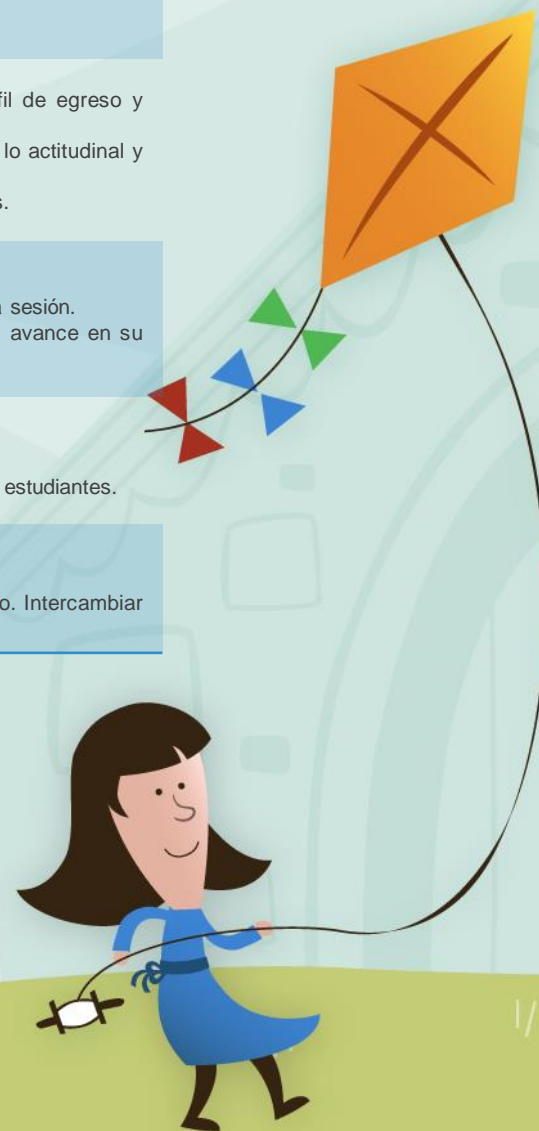 fil de egreso y
lo actitudinal y
s.
a sesión.
avance en su
estudiantes.
o. Intercambiar